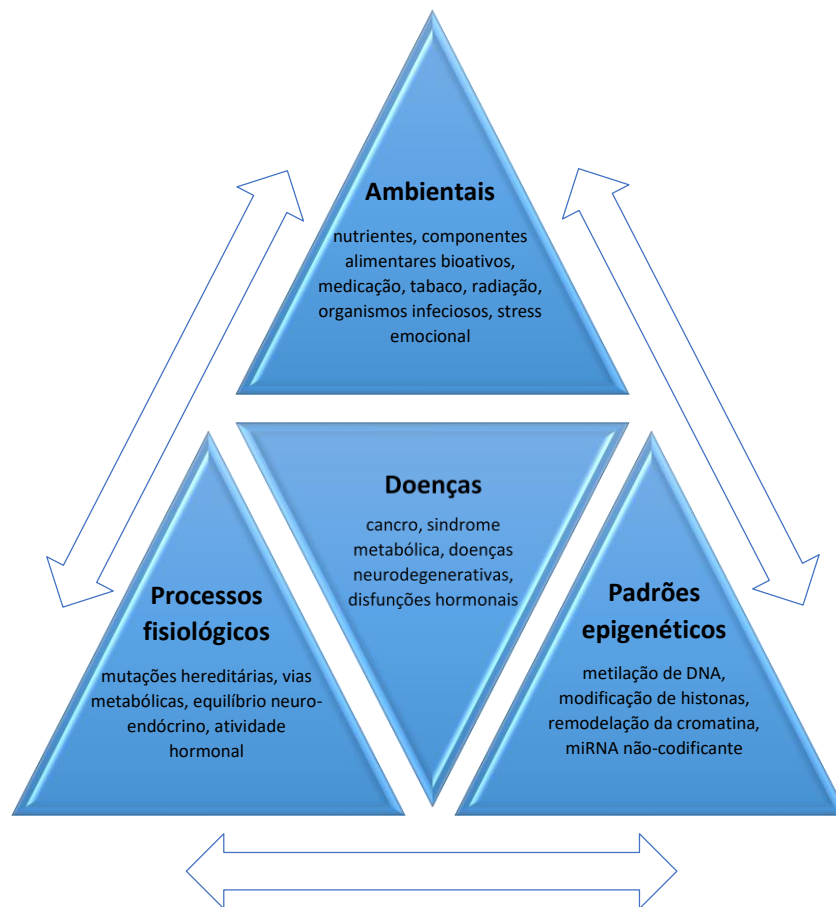 Ambientais
nutrientes, componentes
alimentares bioativos,
medicação, tabaco, radiação,
organismos infeciosos, stress
emocional
Doenças
cancro, sindrome
metabólica, doenças
neurodegenerativas,
disfunções hormonais
Processos
fisiológicos
mutações hereditárias, vias
metabólicas, equilíbrio neuro-
endócrino, atividade
hormonal
Padrões
epigenéticos
metilação de DNA,
modificação de histonas,
remodelação da cromatina,
miRNA não-codificante